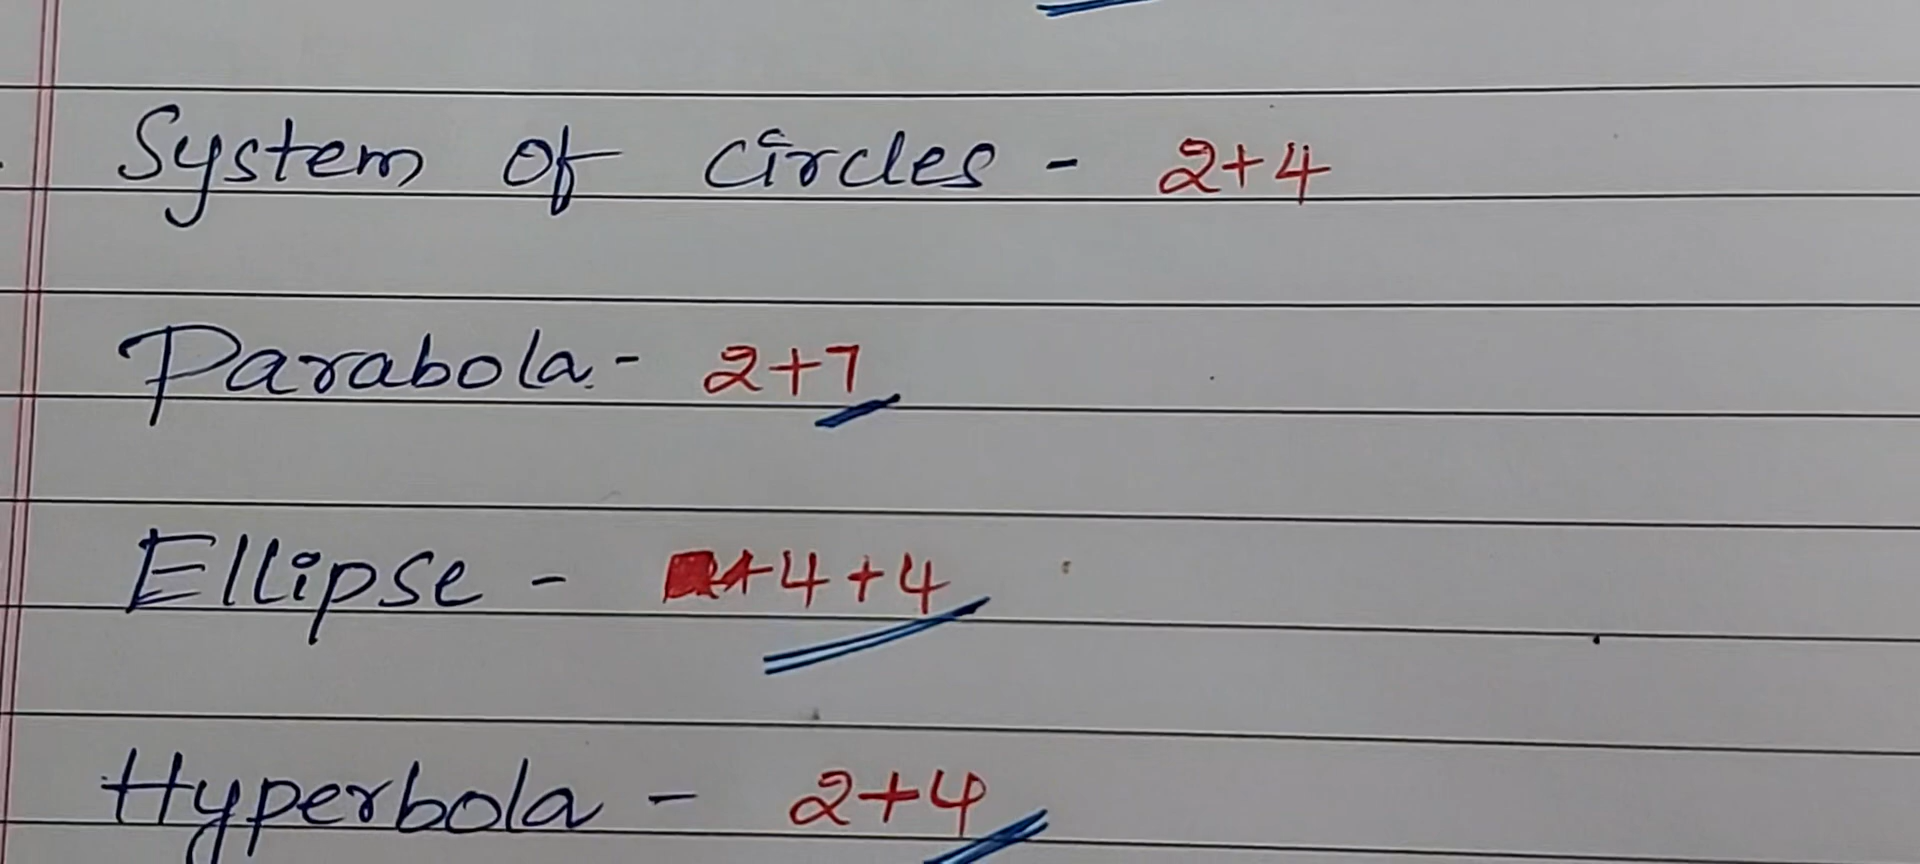 System of circles - 2+4
Parabola - 2+7
Ellipse - 4+4
Hyperbola - 2+4